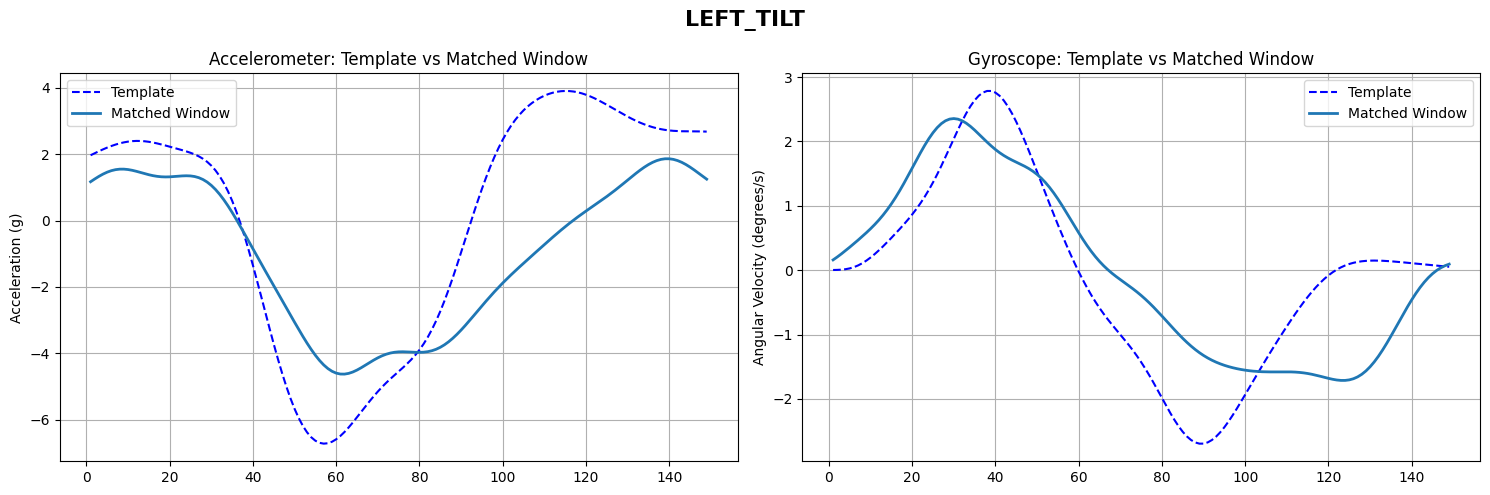 LEFT_TILT
Accelerometer: Template vs Matched Window
Template
Matched Window
Acceleration (g)
4
2
0
−2
−4
−6
0 20 40 60 80 100 120 140
Gyroscope: Template vs Matched Window
Template
Matched Window
Angular Velocity (degrees/s)
3
2
1
0
−1
−2
0 20 40 60 80 100 120 140